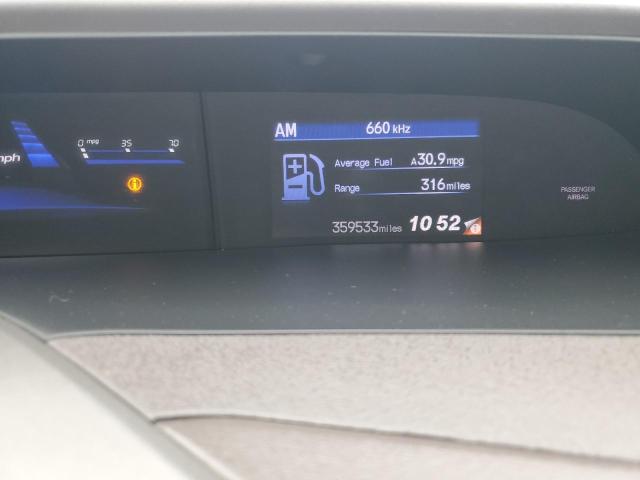 mph
0 mpg 35 70
AM 660 kHz
Average Fuel A30.9 mpg
Range 316 miles
359533 miles 10 52
PASSENGER
AIRBAG